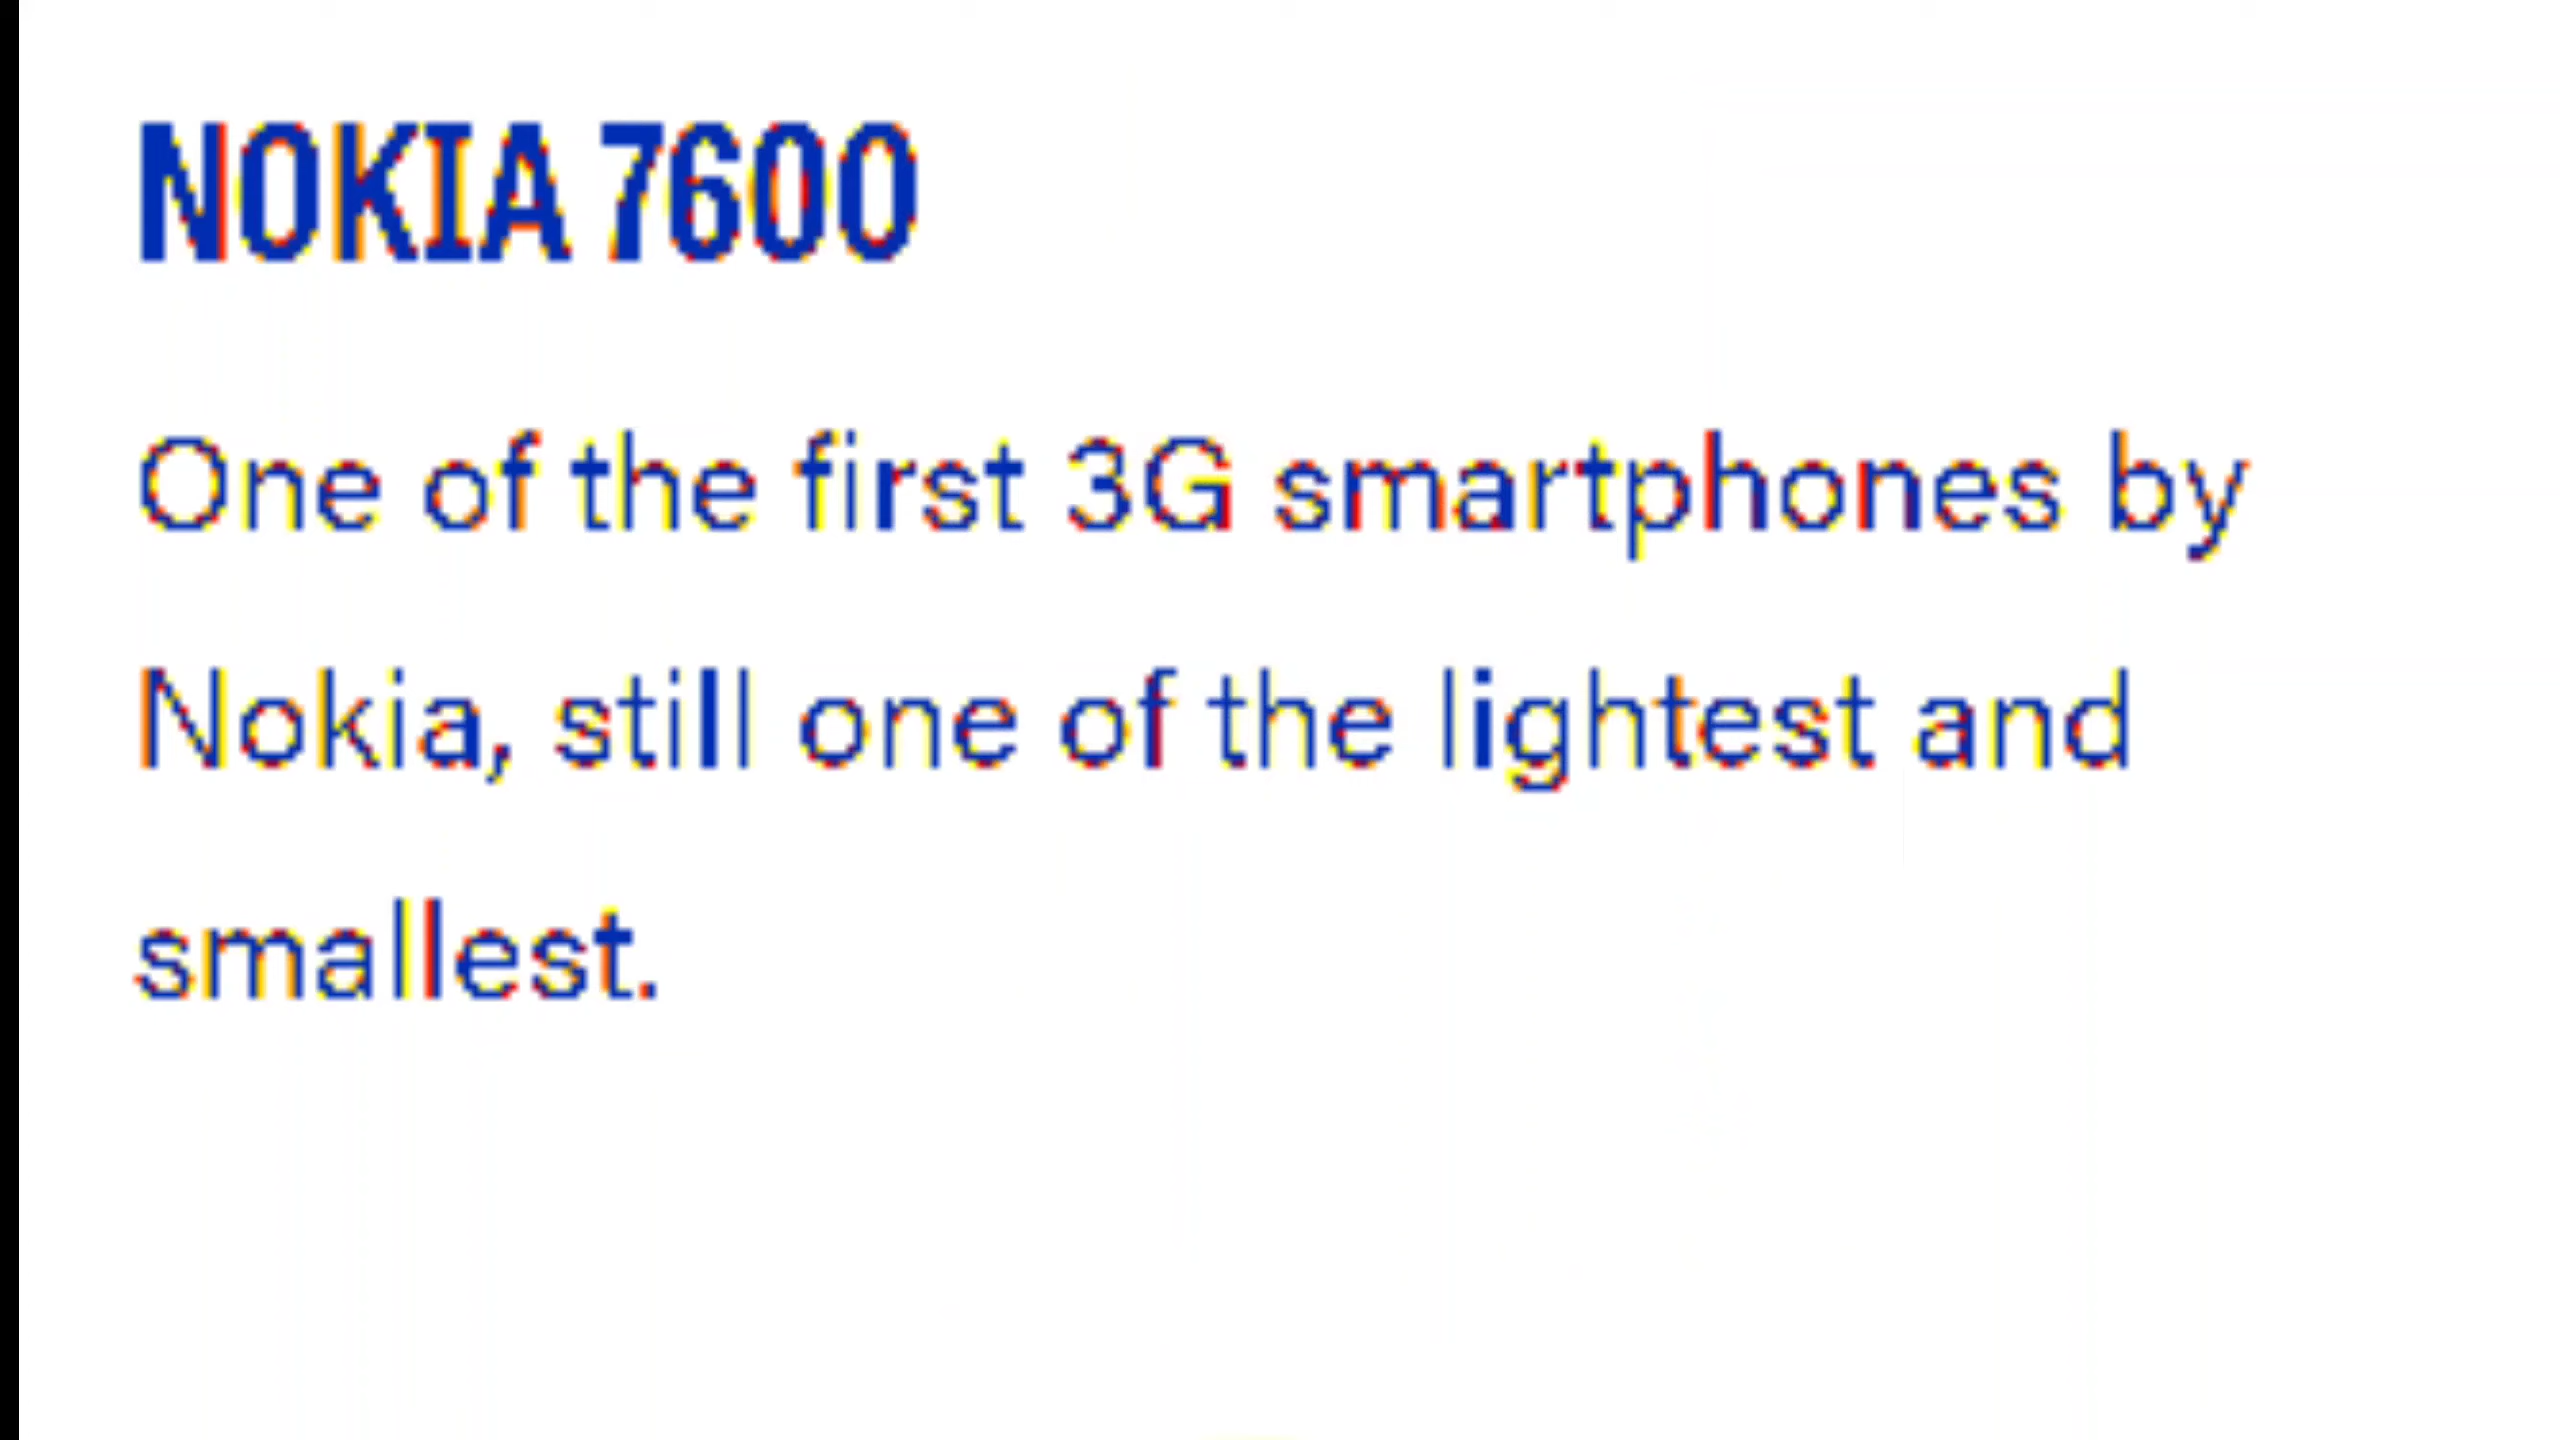 NOKIA 7600
One of the first 3G smartphones by
Nokia, still one of the lightest and
smallest.